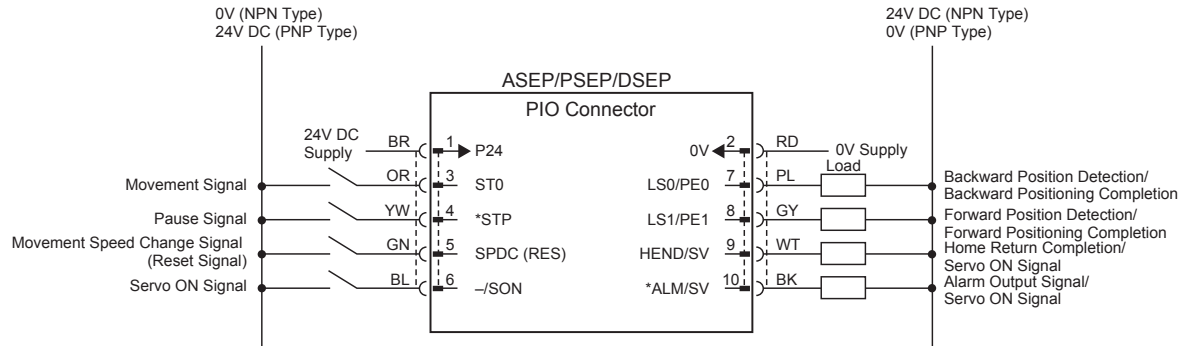 0V (NPN Type)
24V DC (PNP Type)
24V DC (NPN Type)
0V (PNP Type)
ASEP/PSEP/DSEP
PIO Connector
24V DC
Supply
BR
1
P24
0V
2
RD
0V Supply
Load
Movement Signal
OR
3
ST0
LS0/PE0
7
PL
Backward Position Detection/
Backward Positioning Completion
Pause Signal
YW
4
*STP
LS1/PE1
8
GY
Forward Position Detection/
Forward Positioning Completion
Movement Speed Change Signal
(Reset Signal)
GN
5
SPDC (RES)
HEND/SV
9
WT
Home Return Completion/
Servo ON Signal
Servo ON Signal
BL
6
–/SON
*ALM/SV
10
BK
Alarm Output Signal/
Servo ON Signal